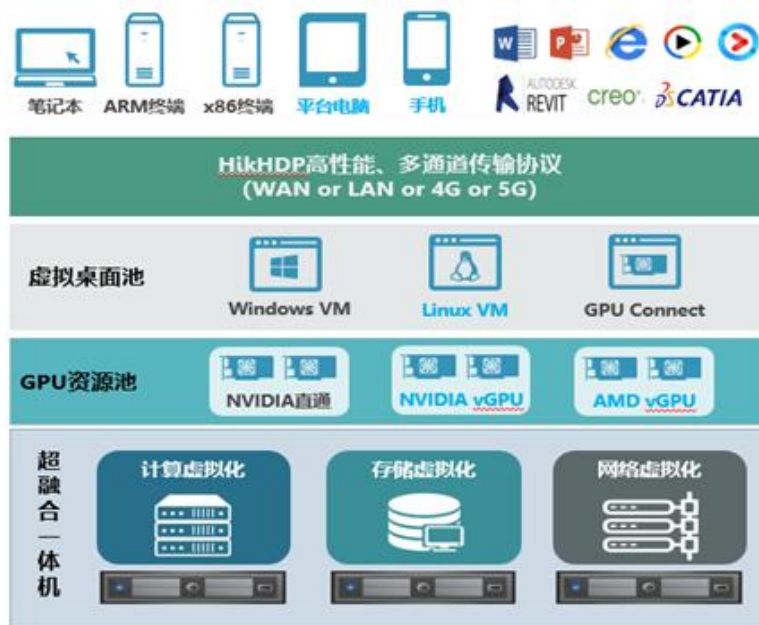 W P
AUTODESK
REVIT creo CATIA
笔记本 ARM终端 x86终端 平台电脑 手机
HikHDP高性能、多通道传输协议
(WAN or LAN or 4G or 5G)
虚拟桌面池
Windows VM Linux VM GPU Connect
GPU资源池
NVIDIA直通 NVIDIA vGPU AMD vGPU
超融合一体机
计算虚拟化 存储虚拟化 网络虚拟化